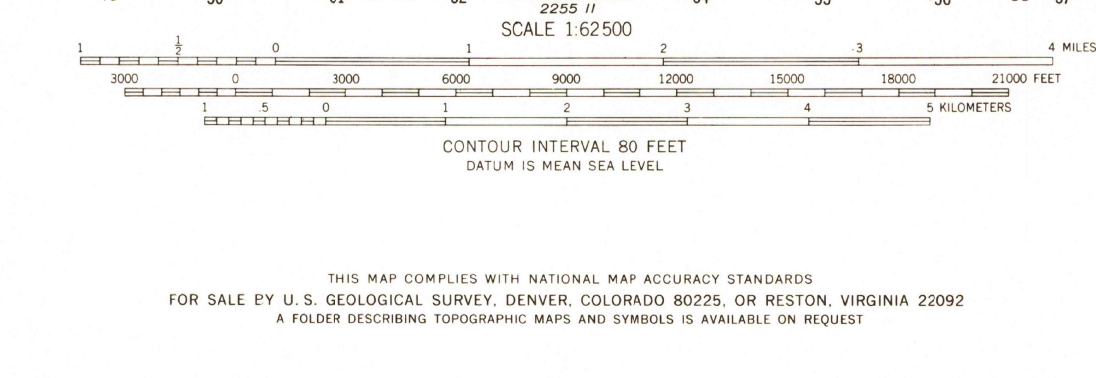 2255 II
SCALE 1:62500
1 ½ 0 1 2 3 4 MILES
3000 0 3000 6000 9000 12000 15000 18000 21000 FEET
1 .5 0 1 2 3 4 5 KILOMETERS
CONTOUR INTERVAL 80 FEET
DATUM IS MEAN SEA LEVEL
THIS MAP COMPLIES WITH NATIONAL MAP ACCURACY STANDARDS
FOR SALE BY U. S. GEOLOGICAL SURVEY, DENVER, COLORADO 80225, OR RESTON, VIRGINIA 22092
A FOLDER DESCRIBING TOPOGRAPHIC MAPS AND SYMBOLS IS AVAILABLE ON REQUEST